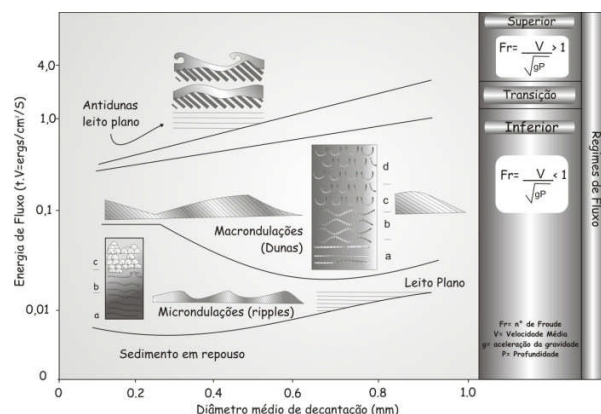 Energia de Fluxo (t.V=ergs/cm²/S)
4,0
1,0
0,1
0,01
0
Antidunas
leito plano
Macrondulações
(Dunas)
d
c
b
a
c
b
a
Leito Plano
Microndulações (ripples)
Sedimento em repouso
0
0.2
0.4
0.6
0.8
1.0
Diâmetro médio de decantação (mm)
Superior
Fr= V > 1
√gP
Transição
Inferior
Fr= V < 1
√gP
Fr= n° de Froude
V= Velocidade Média
g= aceleração da gravidade
P= Profundidade
Regimes de Fluxo